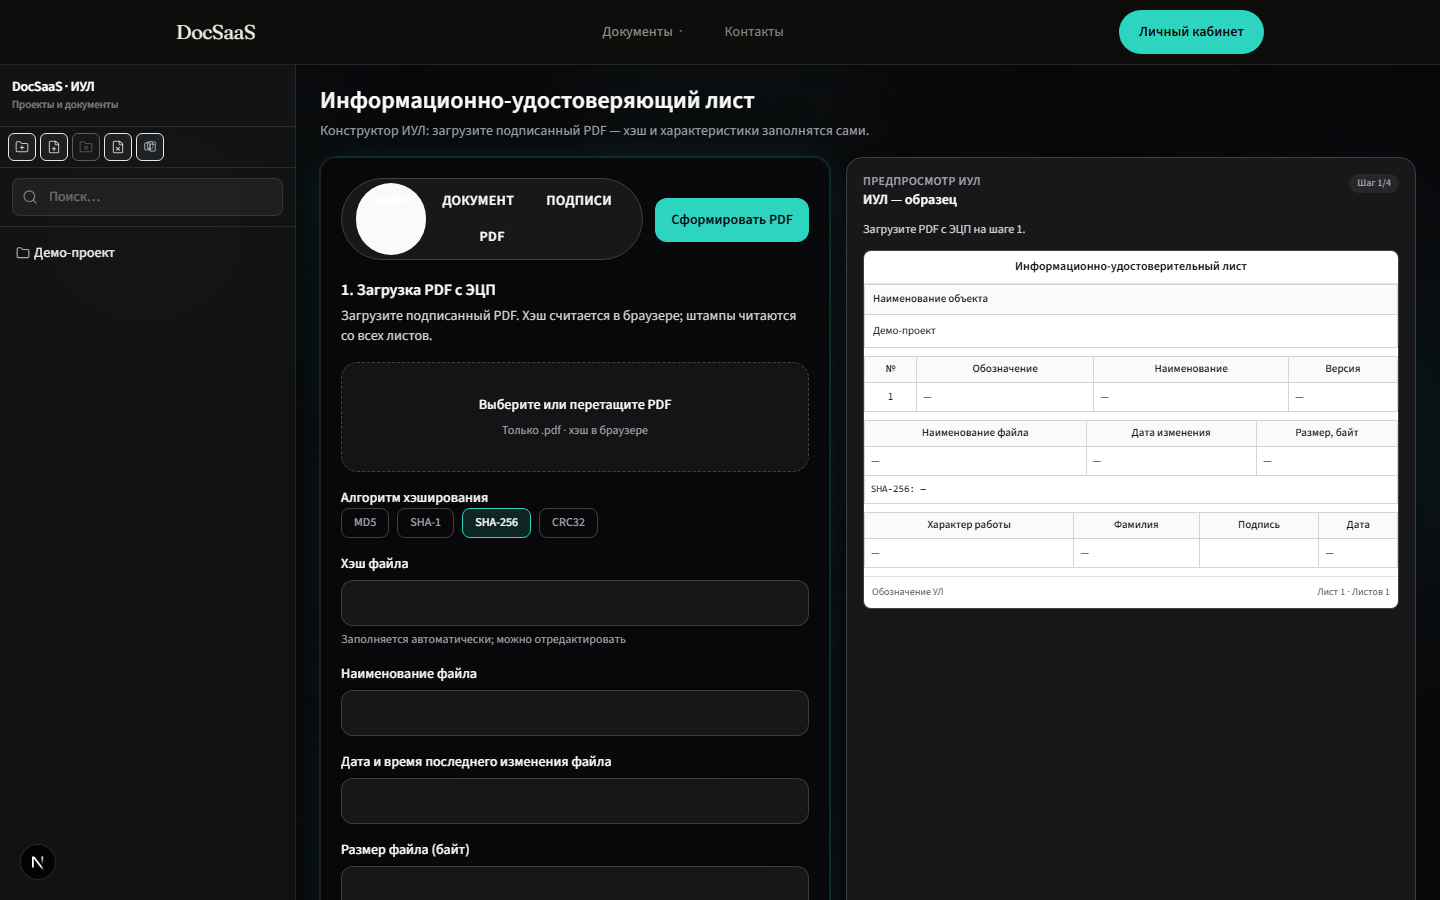 DocSaaS
Документы
Контакты
Личный кабинет
DocSaaS · ИУЛ
Проекты и документы
Поиск...
Демо-проект
Информационно-удостоверяющий лист
Конструктор ИУЛ: загрузите подписанный PDF — хэш и характеристики заполнятся сами.
ДОКУМЕНТ
ПОДПИСИ
PDF
Сформировать PDF
1. Загрузка PDF с ЭЦП
Загрузите подписанный PDF. Хэш считается в браузере; штампы читаются
со всех листов.
Выберите или перетащите PDF
Только .pdf · хэш в браузере
Алгоритм хэширования
MD5
SHA-1
SHA-256
CRC32
Хэш файла
Заполняется автоматически; можно отредактировать
Наименование файла
Дата и время последнего изменения файла
Размер файла (байт)
ПРЕДПРОСМОТР ИУЛ
Шаг 1/4
ИУЛ — образец
Загрузите PDF с ЭЦП на шаге 1.
Информационно-удостоверительный лист
Наименование объекта
Демо-проект
№ Обозначение Наименование Версия
1 — — —
Наименование файла Дата изменения Размер, байт
— — —
SHA-256: —
Характер работы Фамилия Подпись Дата
— — —
Обозначение УЛ
Лист 1 · Листов 1
N